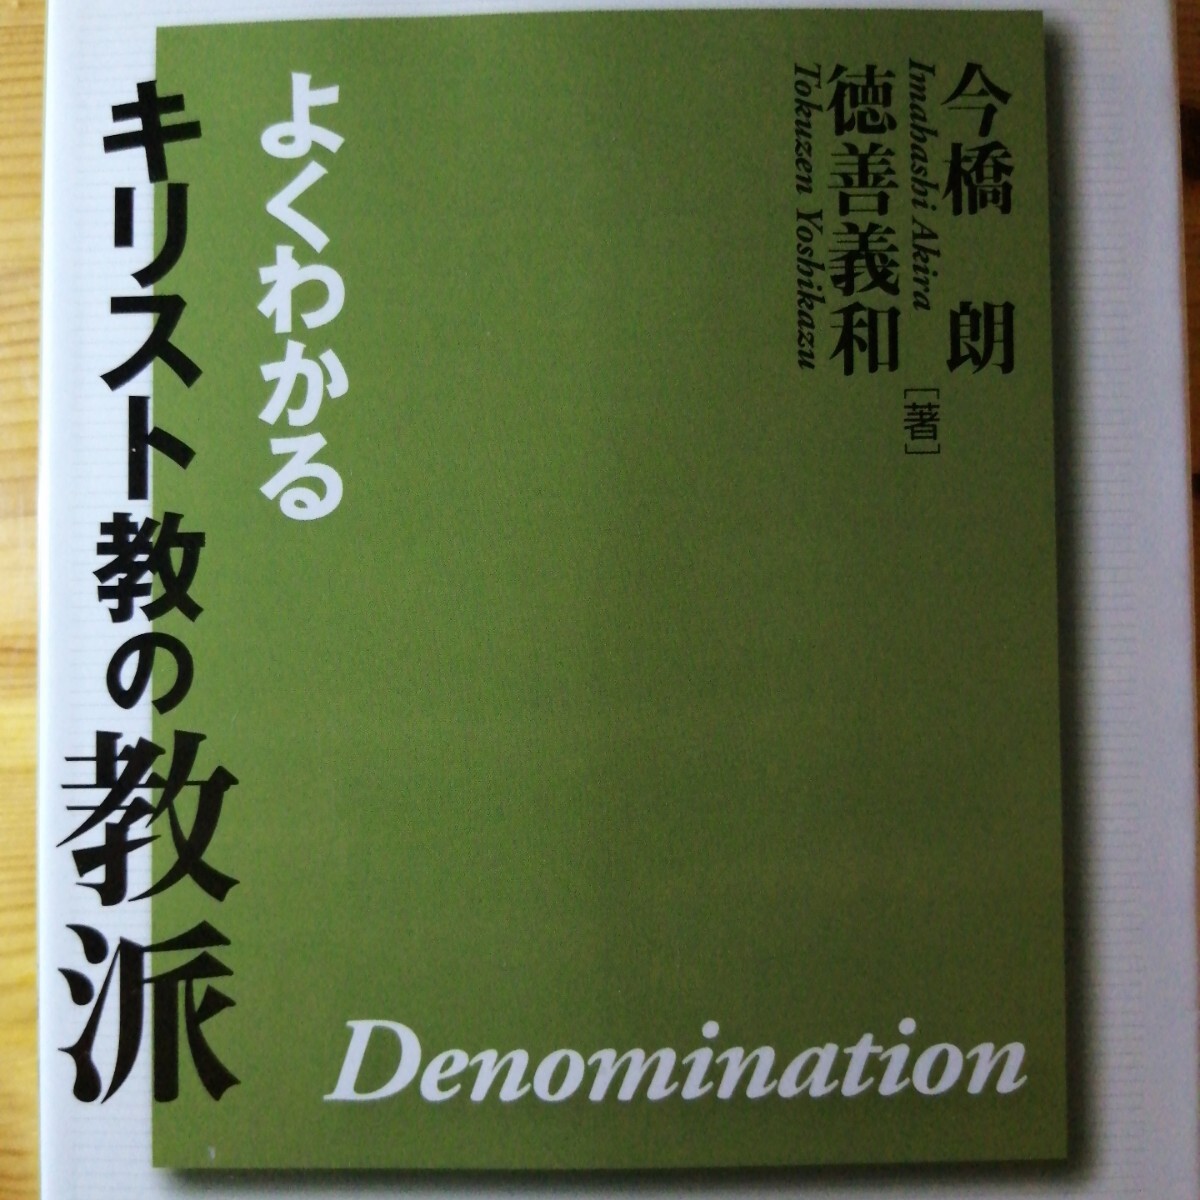 今橋 朗
Imahashi Akira
徳善義和
Tokuzen Yoshikazu
[著]
よくわかる
キリスト教の教派
Denomination